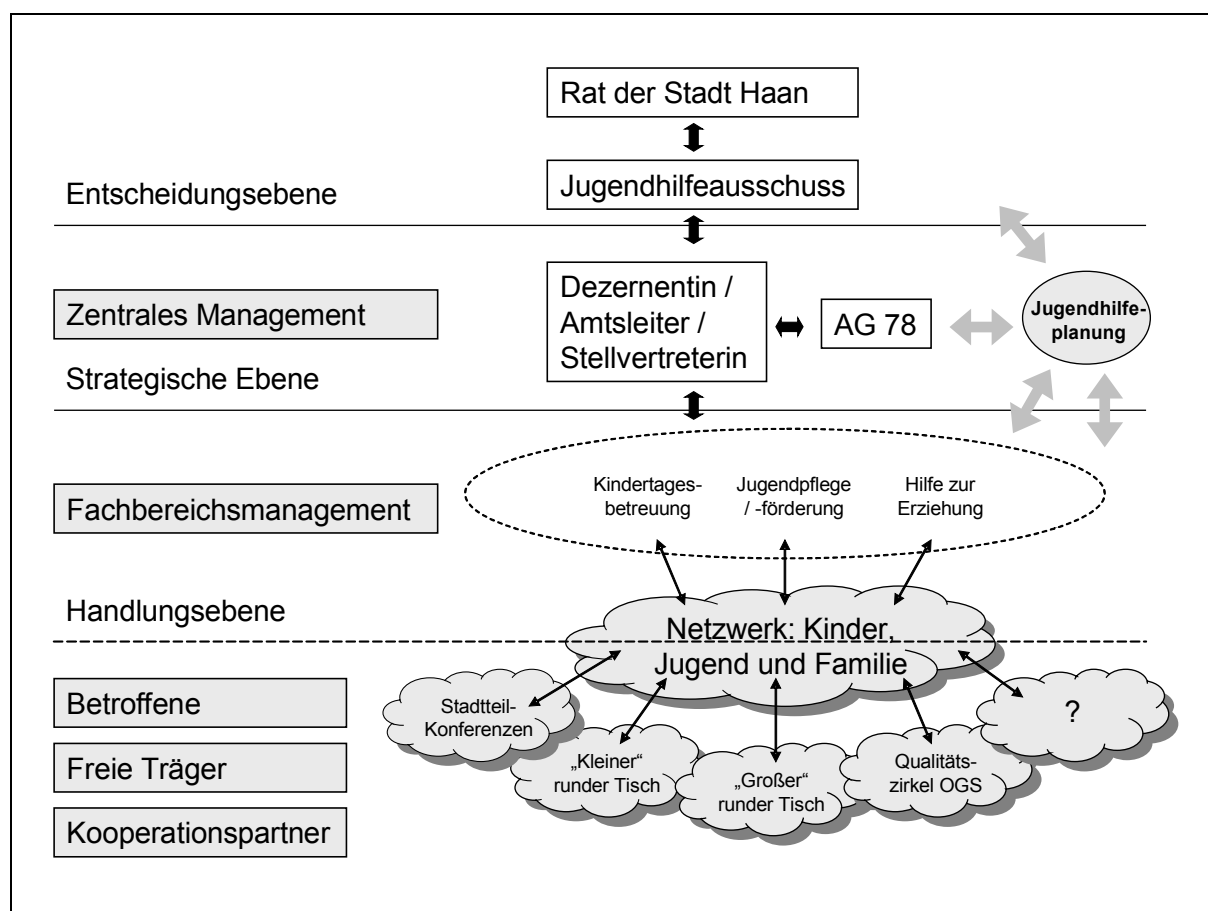 Rat der Stadt Haan
Jugendhilfeausschuss
Entscheidungsebene
Zentrales Management
Dezernentin /
Amtsleiter /
Stellvertreterin
AG 78
Jugendhilfe-
planung
Strategische Ebene
Fachbereichsmanagement
Kindertages-
betreuung
Jugendpflege
/ -förderung
Hilfe zur
Erziehung
Handlungsebene
Netzwerk: Kinder,
Jugend und Familie
Betroffene
Freie Träger
Kooperationspartner
Stadtteil-
Konferenzen
„Kleiner“
runder Tisch
„Großer“
runder Tisch
Qualitäts-
zirkel OGS
?